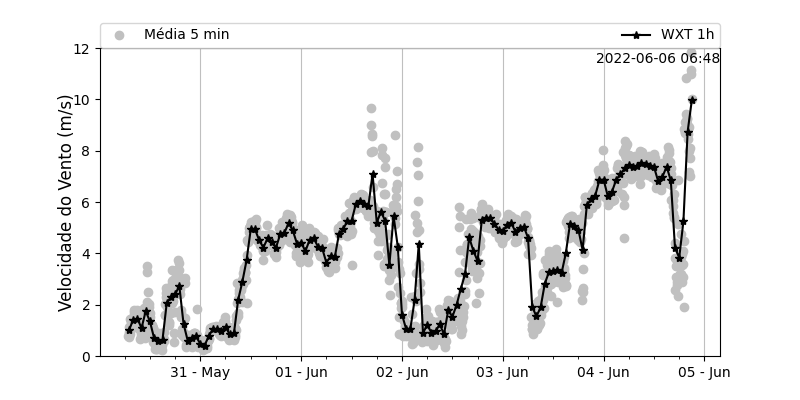 Média 5 min
WXT 1h
2022-06-06 06:48
Velocidade do Vento (m/s)
12
10
8
6
4
2
0
31 - May
01 - Jun
02 - Jun
03 - Jun
04 - Jun
05 - Jun